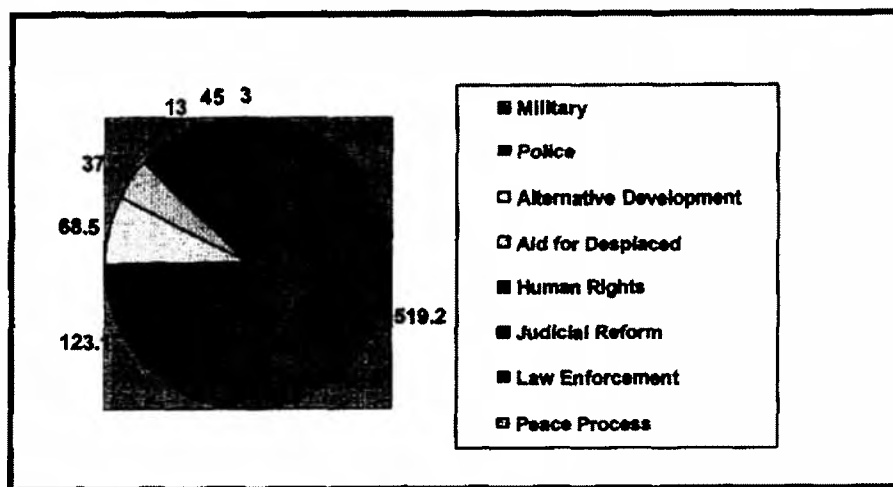 13 45 3
37
68.5
123.1
519.2
Military
Police
Alternative Development
Aid for Desplaced
Human Rights
Judicial Reform
Law Enforcement
Peace Process